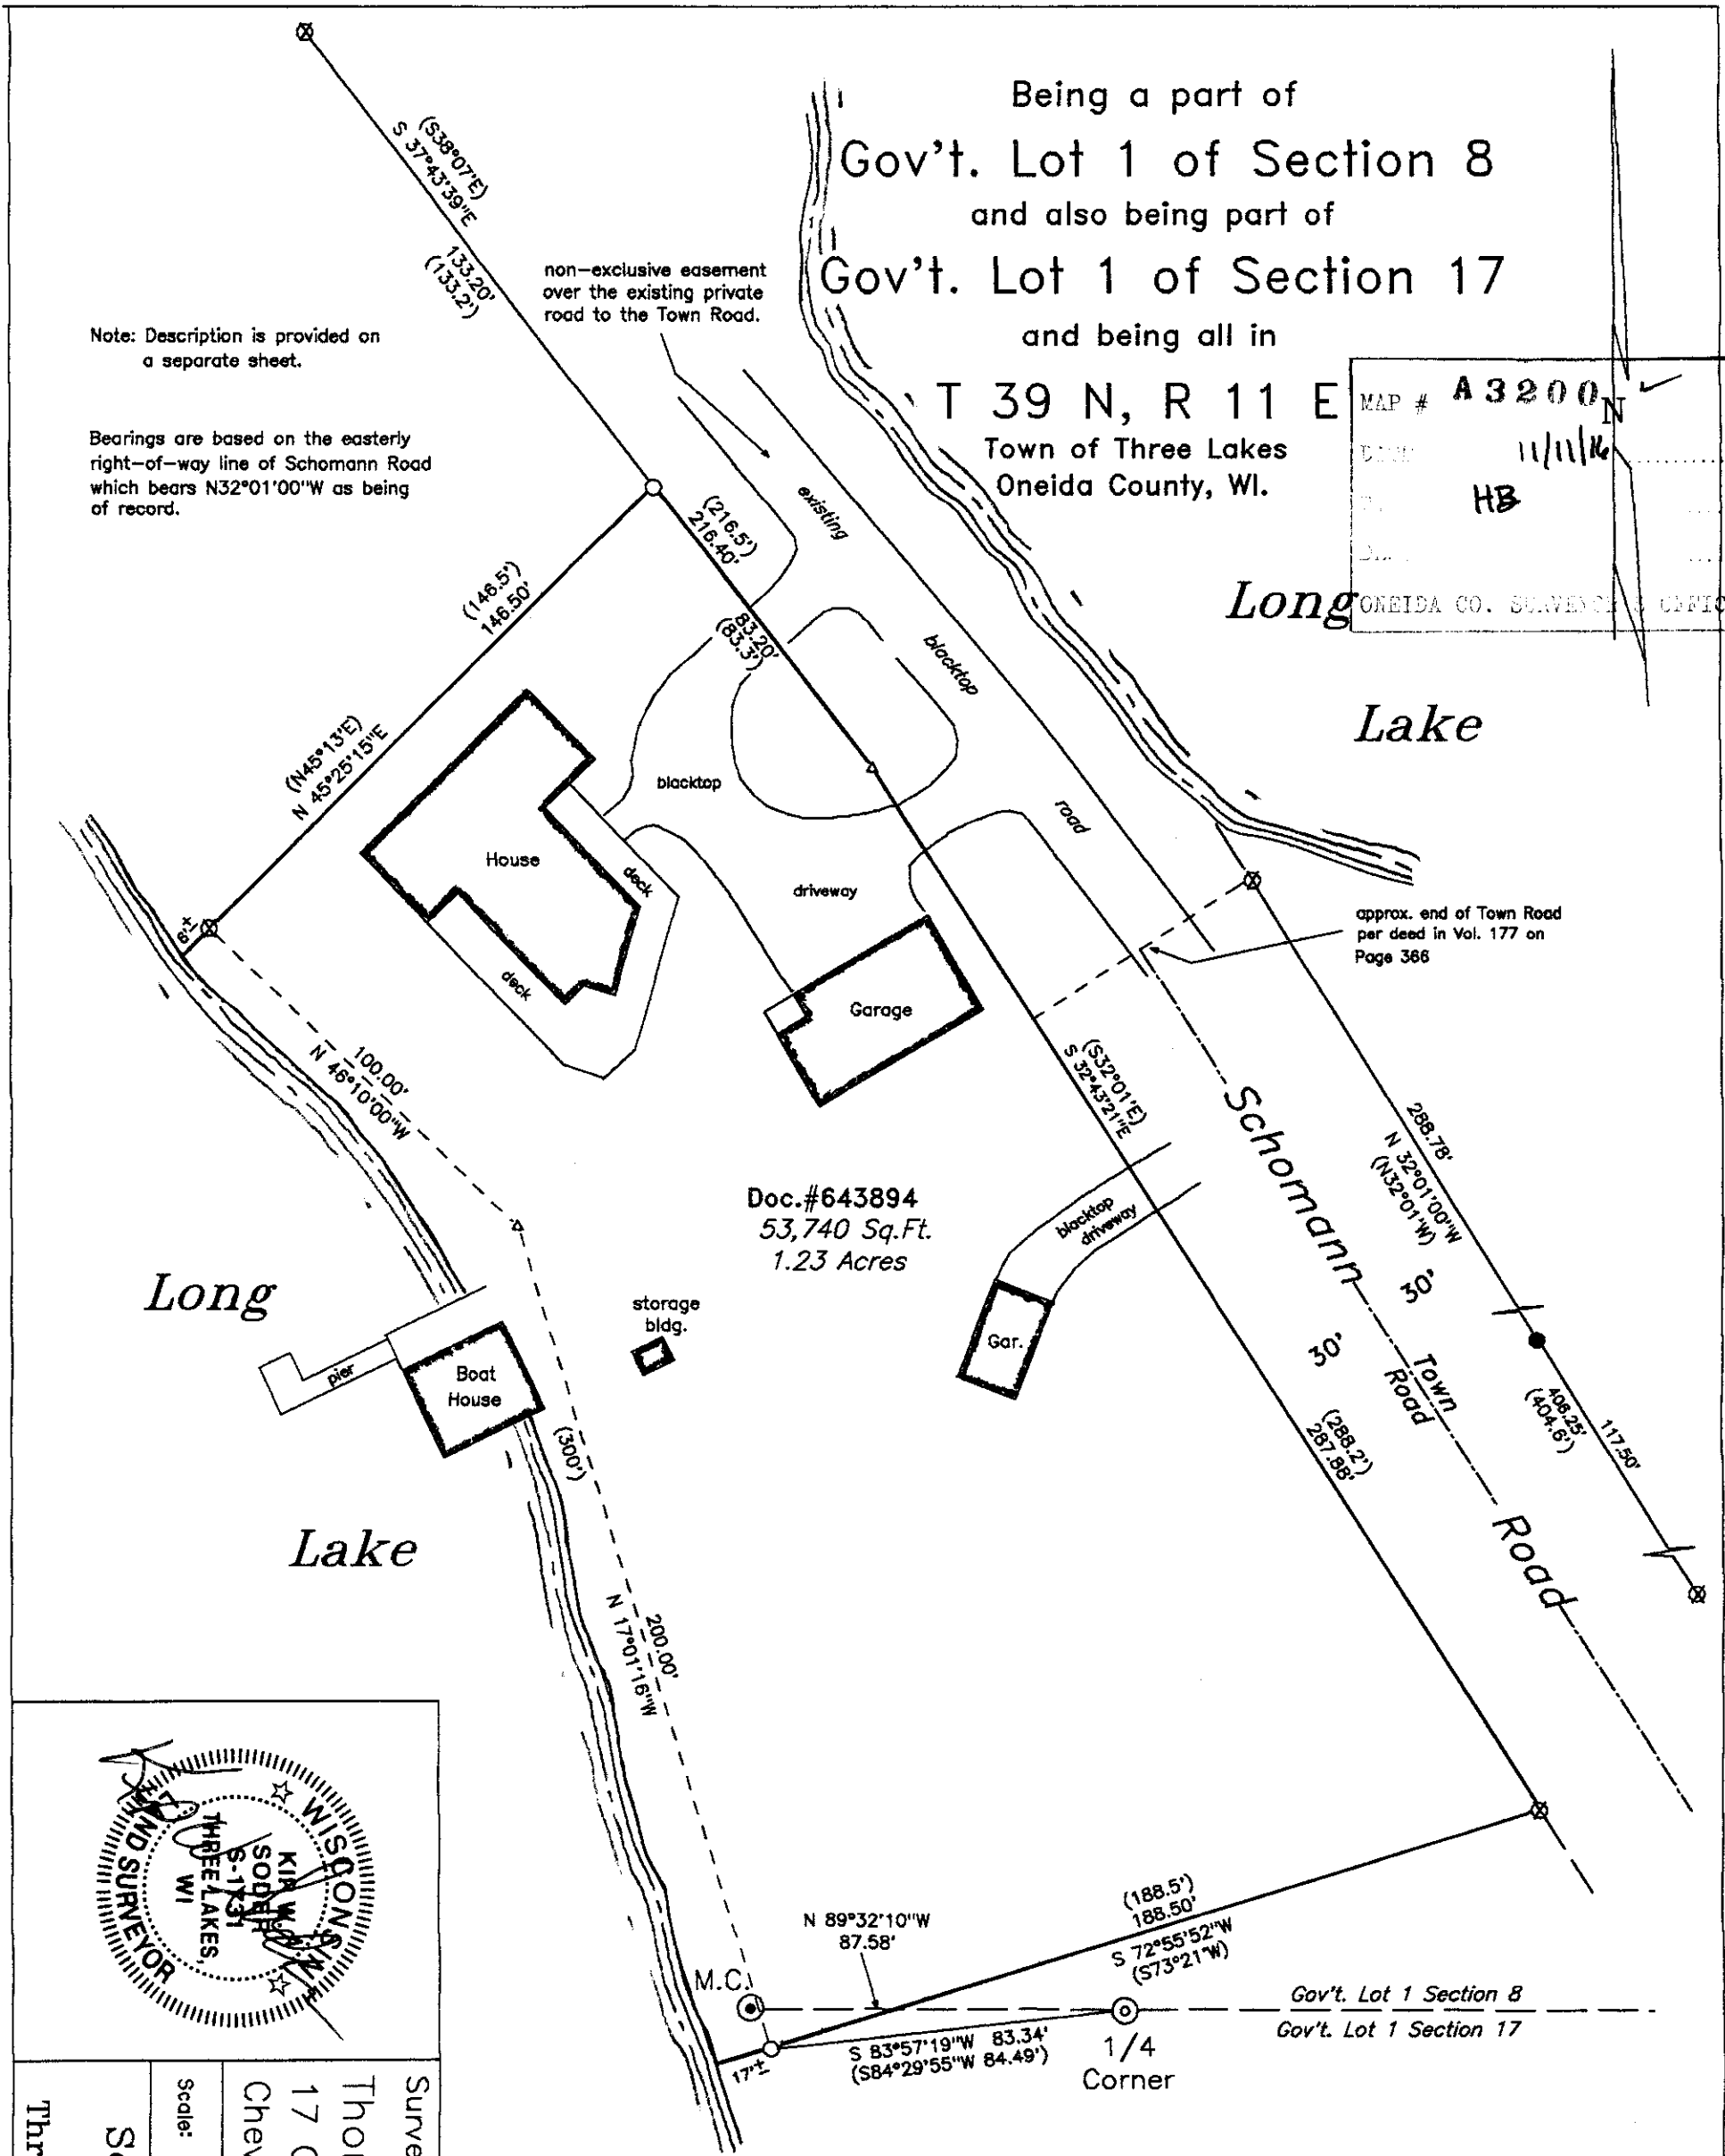 Being a part of
Gov't. Lot 1 of Section 8
and also being part of
Gov't. Lot 1 of Section 17
and being all in
T 39 N, R 11 E
Town of Three Lakes
Oneida County, WI.
MAP # A3200
N
11/11/16
HB
ONEIDA CO.
Note: Description is provided on
a separate sheet.
Bearings are based on the easterly
right-of-way line of Schomann Road
which bears N32°01'00"W as being
of record.
(S38°07'E)
S 37°43'39"E
133.20'
(133.2')
non-exclusive easement
over the existing private
road to the Town Road.
existing
blacktop
road
(216.5')
216.40'
83.20'
(83.3')
(146.5')
146.50'
(N45°13'E)
N 45°25'15"E
Long
Lake
blacktop
House
deck
deck
driveway
Garage
approx. end of Town Road
per deed in Vol. 177 on
Page 366
100.00'
N 46°10'00"W
(S32°01'E)
S 32°43'21"E
Schomann
Road
288.78'
N 32°01'00"W
(N32°01'W)
30'
30'
Town
Road
406.25'
(404.6')
117.50'
(288.2')
287.88'
Doc.#643894
53,740 Sq.Ft.
1.23 Acres
blacktop
driveway
Gar.
storage
bldg.
Long
Lake
pier
Boat
House
(300')
200.00'
N 17°01'16"W
(188.5')
188.50'
S 72°55'52"W
(S73°21'W)
N 89°32'10"W
87.58'
M.C.
S 83°57'19"W 83.34'
(S84°29'55"W 84.49')
1/4
Corner
17'±
Gov't. Lot 1 Section 8
Gov't. Lot 1 Section 17
WISCONSIN
KIP W.
S-1731
THREE LAKES,
WI
LAND SURVEYOR
Surve
Thor
17
Chev
Scale:
Thr